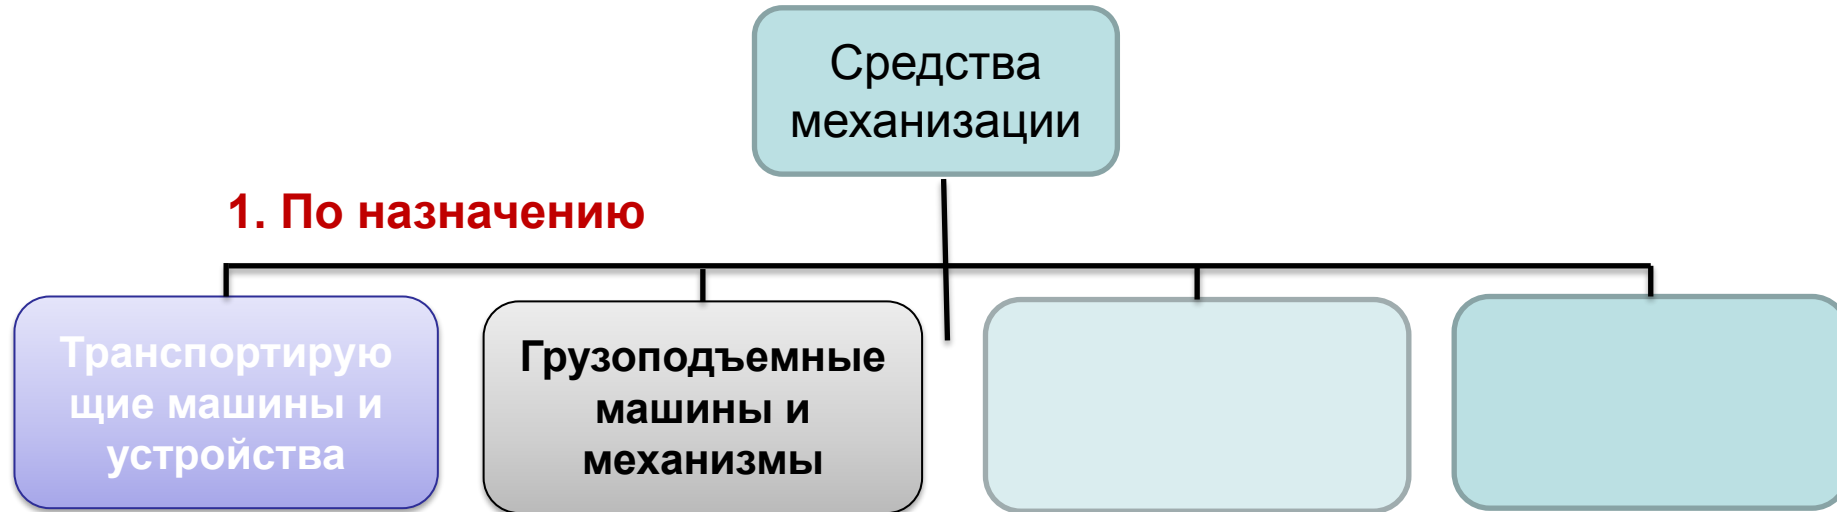 Средства
механизации
1. По назначению
Транспортирую
щие машины и
устройства
Грузоподъемные
машины и
механизмы